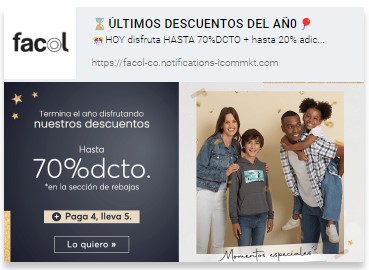 facol
⏳ ÚLTIMOS DESCUENTOS DEL AÑ0 🎈
HOY disfruta HASTA 70%DCTO + hasta 20% adic...
https://facol-co.notifications-icommkt.com
Termina el año disfrutando
nuestros descuentos
Hasta
70%dcto.
*en la sección de rebajas
+ Paga 4, lleva 5.
Lo quiero »
Momentos especiales